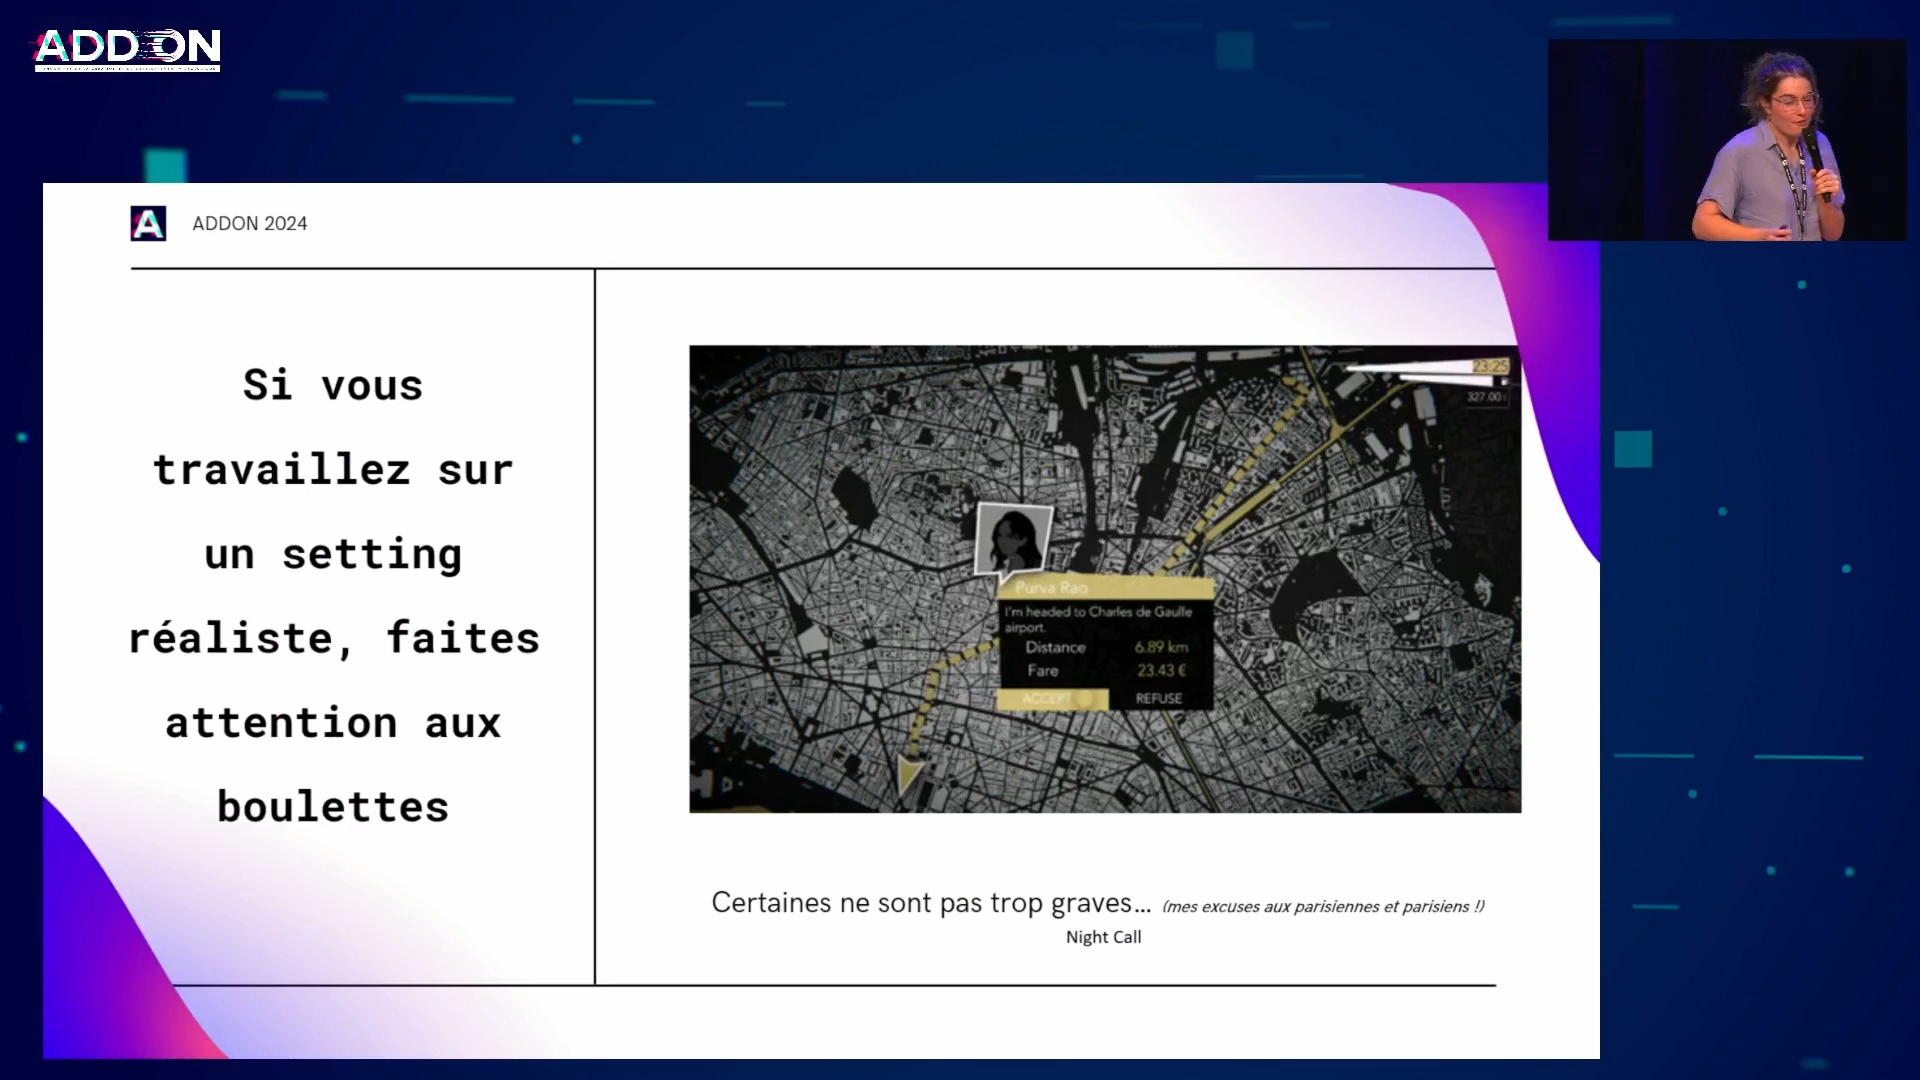 ADDON
A ADDON 2024
Si vous
travaillez sur
un setting
réaliste, faites
attention aux
boulettes
23:25
327.00
Purva Rao
I'm headed to Charles de Gaulle
airport.
Distance 6.89 km
Fare 23.43 €
ACCEPT REFUSE
Certaines ne sont pas trop graves... (mes excuses aux parisiennes et parisiens !)
Night Call